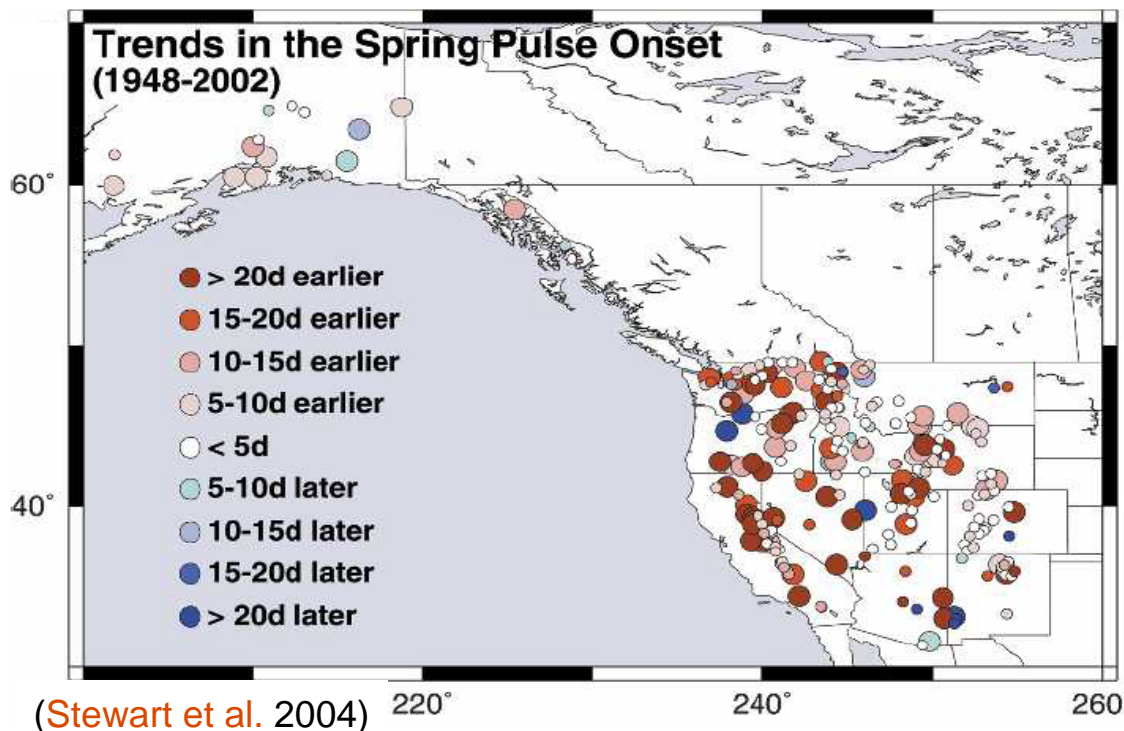 Trends in the Spring Pulse Onset
(1948-2002)
60°
> 20d earlier
15-20d earlier
10-15d earlier
5-10d earlier
< 5d
5-10d later
40°
10-15d later
15-20d later
> 20d later
220° 240° 260
(Stewart et al. 2004)